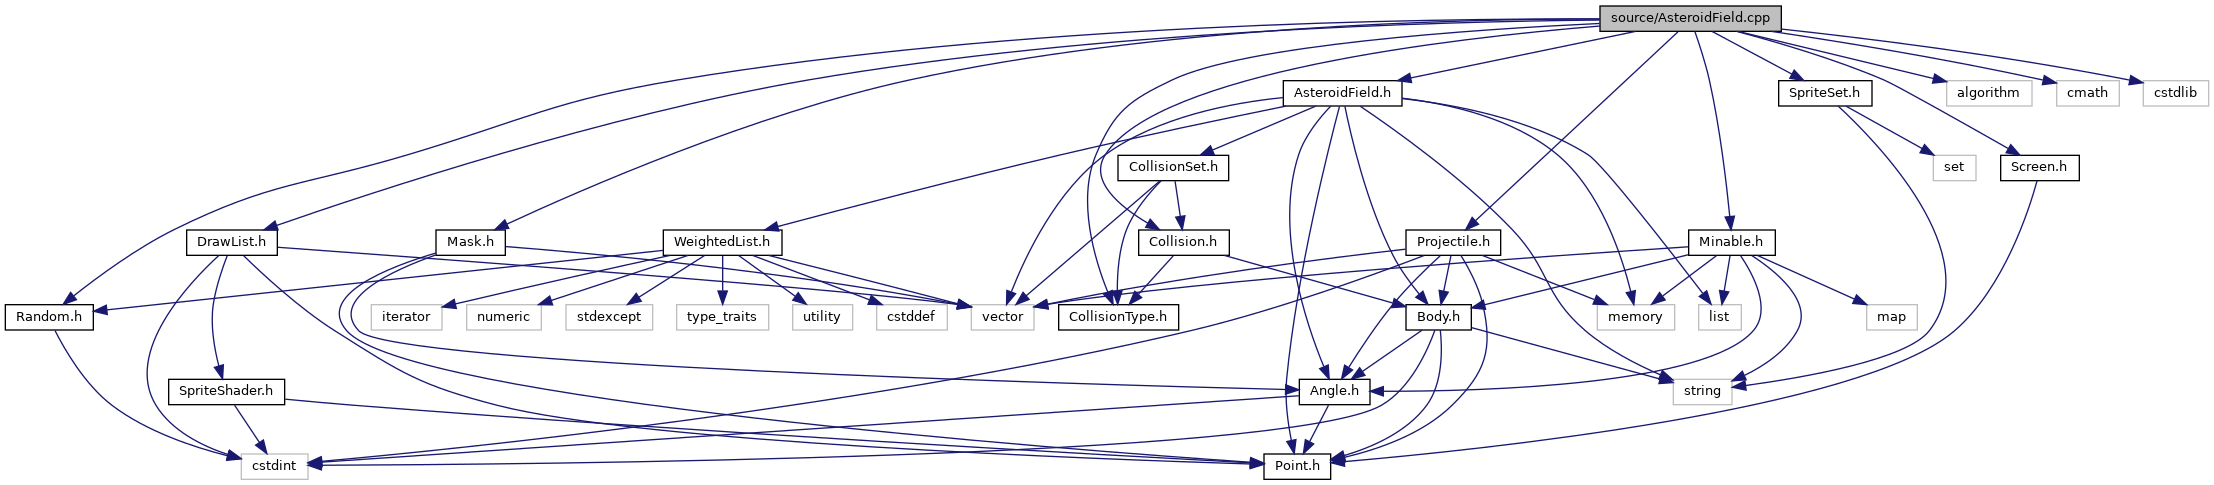 source/AsteroidField.cpp
AsteroidField.h
SpriteSet.h
algorithm
cmath
cstdlib
CollisionSet.h
set
Screen.h
DrawList.h
Mask.h
WeightedList.h
Collision.h
Projectile.h
Minable.h
Random.h
iterator
numeric
stdexcept
type_traits
utility
cstddef
vector
CollisionType.h
Body.h
memory
list
map
SpriteShader.h
Angle.h
string
cstdint
Point.h